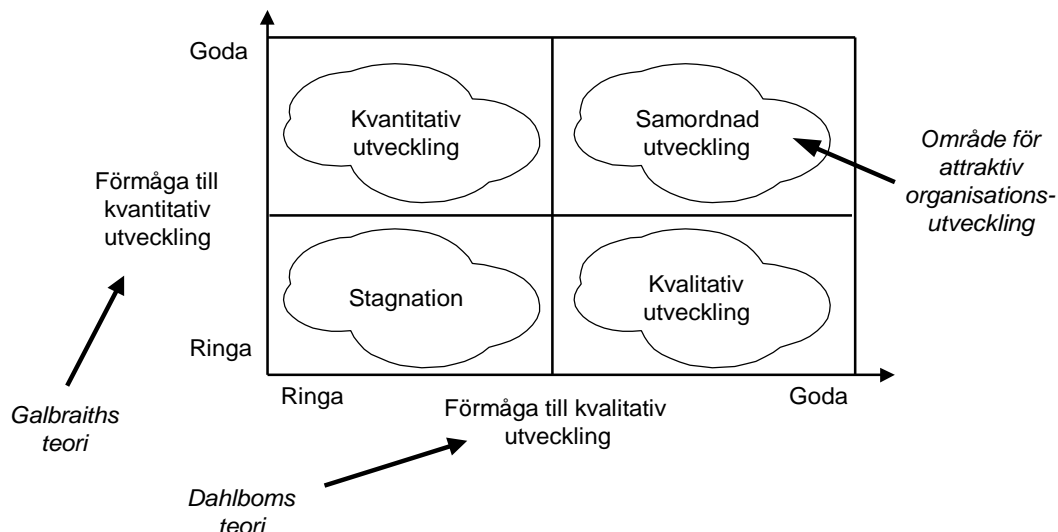 Goda
Kvantitativ
utveckling
Samordnad
utveckling
Område för
attraktiv
organisations-
utveckling
Förmåga till
kvantitativ
utveckling
Stagnation
Kvalitativ
utveckling
Ringa
Ringa
Goda
Förmåga till kvalitativ
utveckling
Galbraiths
teori
Dahlboms
teori